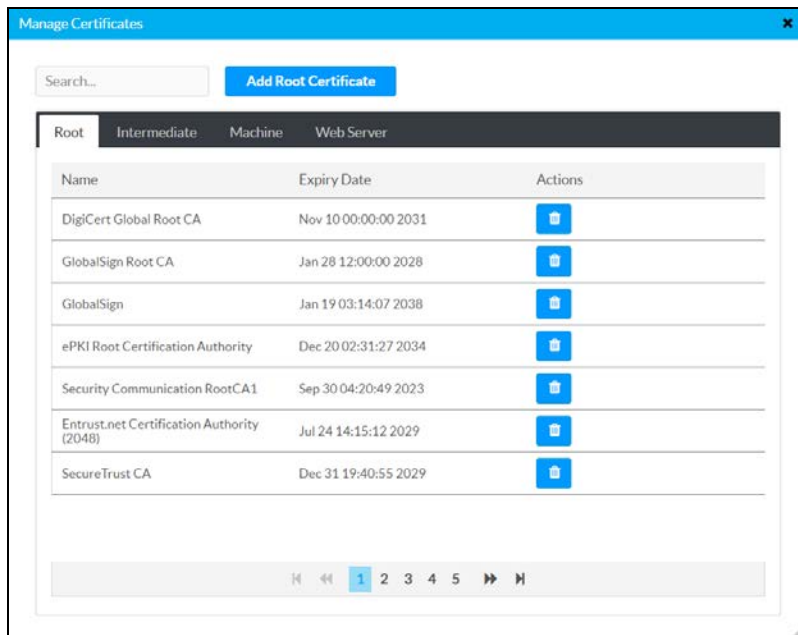 Manage Certificates
Search...
Add Root Certificate
Root Intermediate Machine Web Server
Name Expiry Date Actions
DigiCert Global Root CA Nov 10 00:00:00 2031
GlobalSign Root CA Jan 28 12:00:00 2028
GlobalSign Jan 19 03:14:07 2038
ePKI Root Certification Authority Dec 20 02:31:27 2034
Security Communication RootCA1 Sep 30 04:20:49 2023
Entrust.net Certification Authority
(2048) Jul 24 14:15:12 2029
SecureTrust CA Dec 31 19:40:55 2029
1 2 3 4 5